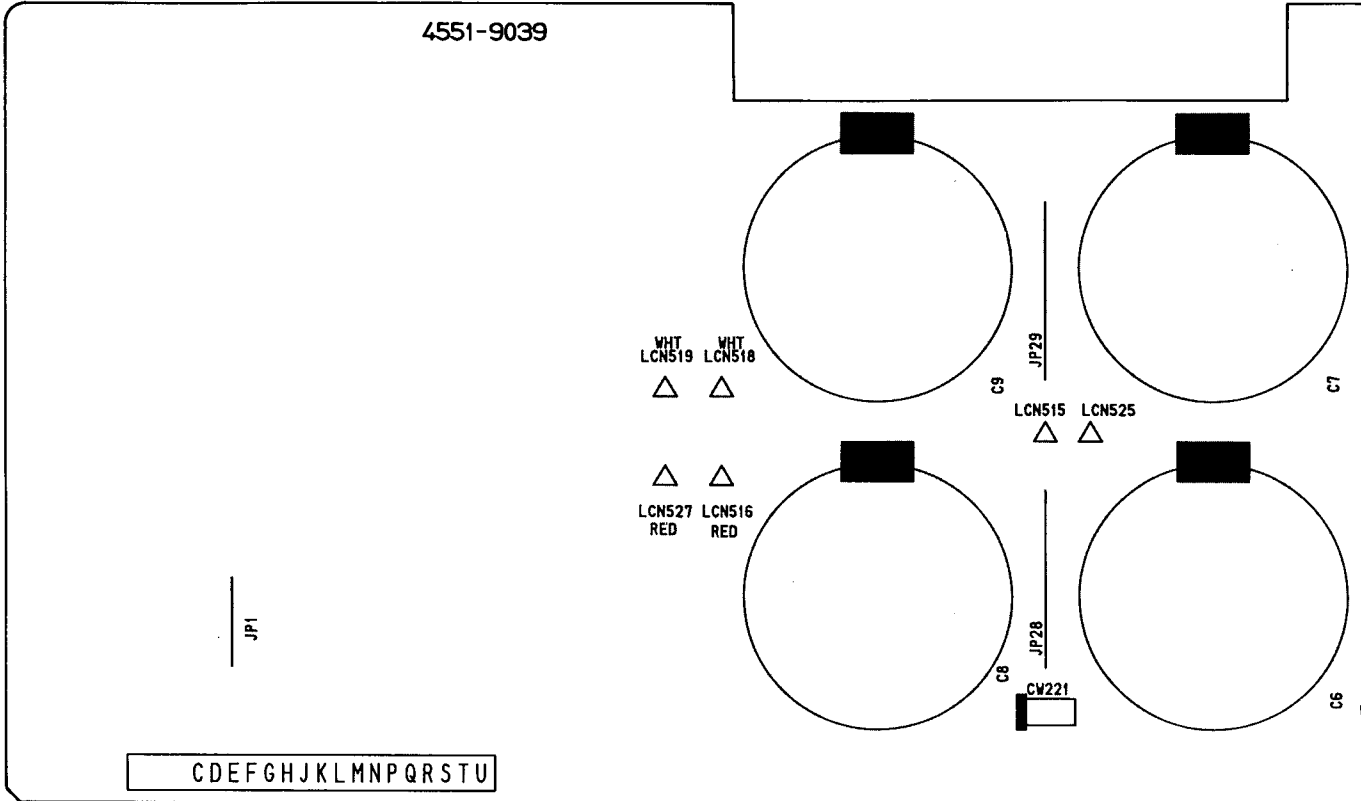 4551-9039
WHT WHT
LCN519 LCN518
JP29
C9
C7
LCN515 LCN525
LCN527 LCN516
RED RED
JP1
JP28
C8
CW221
C6
CDEFGHJKLMNPQRSTU